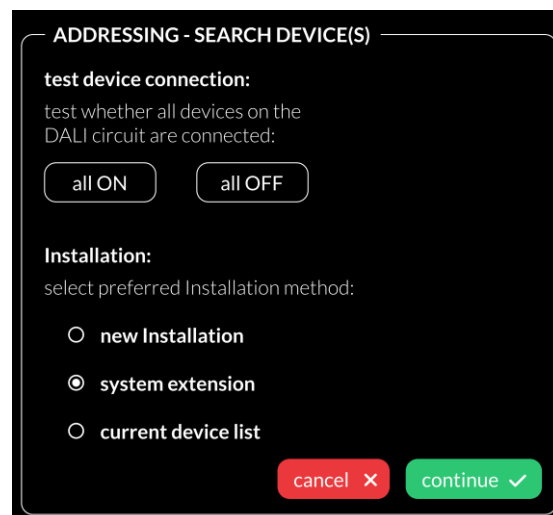 ADDRESSING - SEARCH DEVICE(S)
test device connection:
test whether all devices on the
DALI circuit are connected:
all ON
all OFF
Installation:
select preferred Installation method:
new Installation
system extension
current device list
cancel
continue